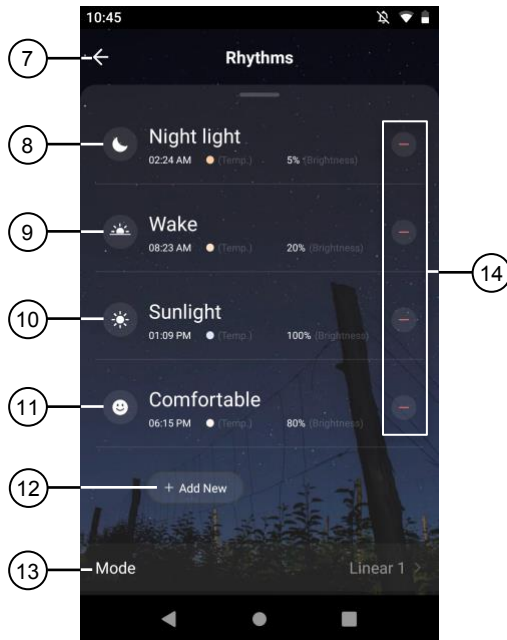 10:45
7
Rhythms
8
Night light
02:24 AM (Temp.) 5% (Brightness)
9
Wake
08:23 AM (Temp.) 20% (Brightness)
14
10
Sunlight
01:09 PM (Temp.) 100% (Brightness)
11
Comfortable
06:15 PM (Temp.) 80% (Brightness)
12
+ Add New
13
Mode Linear 1 >